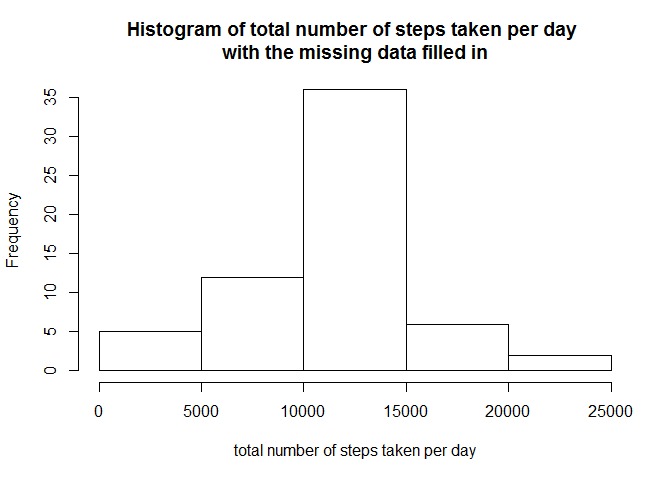 Histogram of total number of steps taken per day
with the missing data filled in
Frequency
35
30
25
20
15
10
5
0
0 5000 10000 15000 20000 25000
total number of steps taken per day